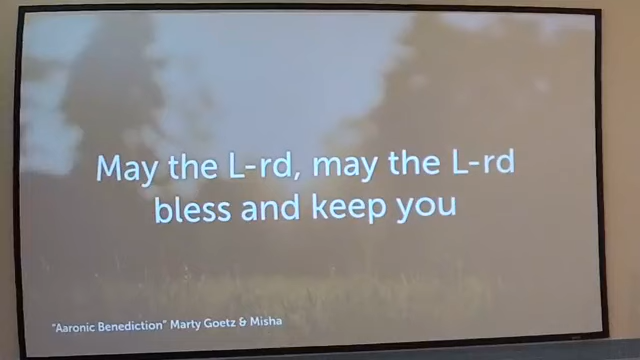 May the L-rd, may the L-rd
bless and keep you
"Aaronic Benediction" Marty Goetz & Misha